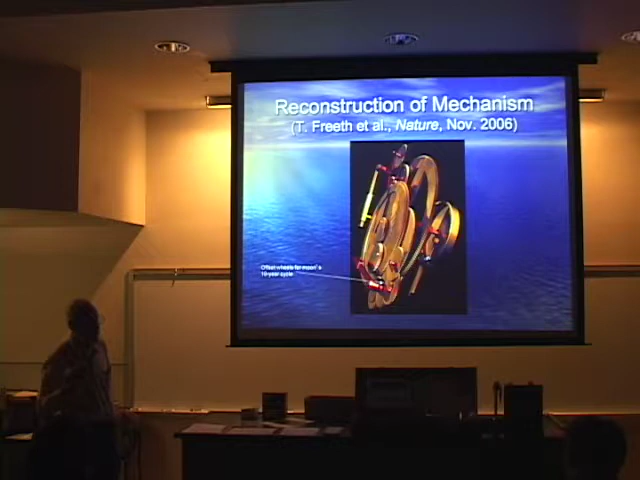 Reconstruction of Mechanism
(T. Freeth et al., Nature, Nov. 2006)
Offset wheels for moon's
19-year cycle